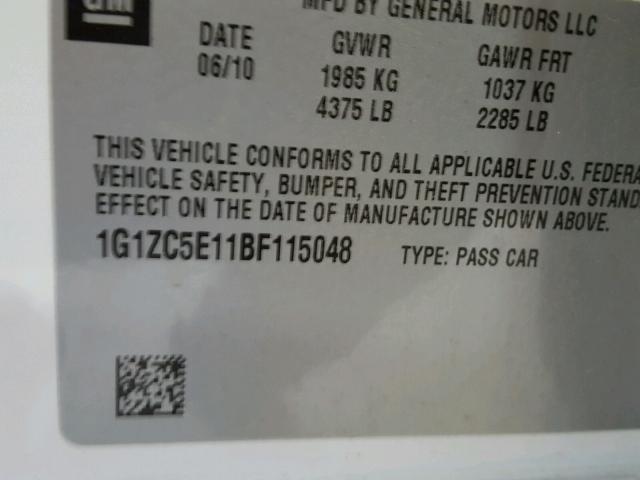 GM
MFD BY GENERAL MOTORS LLC
DATE GVWR GAWR FRT
06/10 1985 KG 1037 KG
4375 LB 2285 LB
THIS VEHICLE CONFORMS TO ALL APPLICABLE U.S. FEDERA
VEHICLE SAFETY, BUMPER, AND THEFT PREVENTION STAND
EFFECT ON THE DATE OF MANUFACTURE SHOWN ABOVE.
1G1ZC5E11BF115048 TYPE: PASS CAR